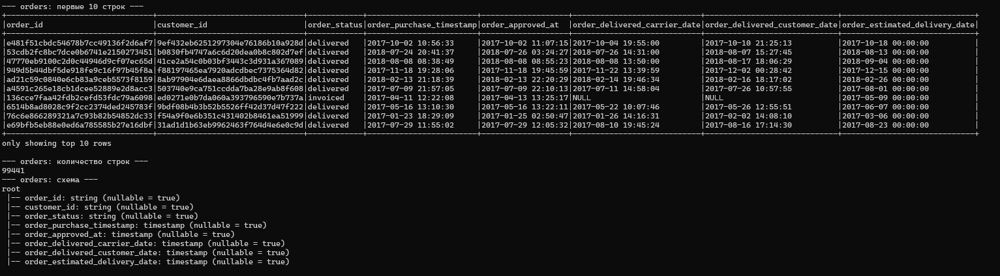 --- orders: первые 10 строк ---
+--------------------------------+--------------------------------+------------+------------------------+-------------------+----------------------------+-----------------------------+-----------------------------+
|order_id                        |customer_id                     |order_status|order_purchase_timestamp|order_approved_at  |order_delivered_carrier_date|order_delivered_customer_date|order_estimated_delivery_date|
+--------------------------------+--------------------------------+------------+------------------------+-------------------+----------------------------+-----------------------------+-----------------------------+
|e481f51cbdc54678b7cc49136f2d6af7|9ef432eb6251297304e76186b10a928d|delivered   |2017-10-02 10:56:33     |2017-10-02 11:07:15|2017-10-04 19:55:00         |2017-10-10 21:25:13          |2017-10-18 00:00:00          |
|53cdb2fc8bc7dce0b6741e2150273451|b0830fb4747a6c6d20dea0b8c802d7ef|delivered   |2018-07-24 20:41:37     |2018-07-26 03:24:27|2018-07-26 14:31:00         |2018-08-07 15:27:45          |2018-08-13 00:00:00          |
|47770eb9100c2d0c44946d9cf07ec65d|41ce2a54c0b03bf3443c3d931a367089|delivered   |2018-08-08 08:38:49     |2018-08-08 08:55:23|2018-08-08 13:50:00         |2018-08-17 18:06:29          |2018-09-04 00:00:00          |
|949d5b44dbf5de918fe9c16f97b45f8a|f88197465ea7920adcdbec7375364d82|delivered   |2017-11-18 19:28:06     |2017-11-18 19:45:59|2017-11-22 13:39:59         |2017-12-02 00:28:42          |2017-12-15 00:00:00          |
|ad21c59c0840e6cb83a9ceb5573f8159|8ab97904e6daea8866dbdbc4fb7aad2c|delivered   |2018-02-13 21:18:39     |2018-02-13 22:20:29|2018-02-14 19:46:34         |2018-02-16 18:17:02          |2018-02-26 00:00:00          |
|a4591c265e18cb1dcee52889e2d8acc3|503740e9ca751ccdda7ba28e9ab8f608|delivered   |2017-07-09 21:57:05     |2017-07-09 22:10:13|2017-07-11 14:58:04         |2017-07-26 10:57:55          |2017-08-01 00:00:00          |
|136cce7faa42fdb2cefd53fdc79a6098|ed0271e0b7da060a393796590e7b737a|invoiced    |2017-04-11 12:22:08     |2017-04-13 13:25:17|NULL                        |NULL                         |2017-05-09 00:00:00          |
|6514b8ad8028c9f2cc2374ded245783f|9bdf08b4b3b52b5526ff42d37d47f222|delivered   |2017-05-16 13:10:30     |2017-05-16 13:22:11|2017-05-22 10:07:46         |2017-05-26 12:55:51          |2017-06-07 00:00:00          |
|76c6e866289321a7c93b82b54852dc33|f54a9f0e6b351c431402b8461ea51999|delivered   |2017-01-23 18:29:09     |2017-01-25 02:50:47|2017-01-26 14:16:31         |2017-02-02 14:08:10          |2017-03-06 00:00:00          |
|e69bfb5eb88e0ed6a785585b27e16dbf|31ad1d1b63eb9962463f764d4e6e0c9d|delivered   |2017-07-29 11:55:02     |2017-07-29 12:05:32|2017-08-10 19:45:24         |2017-08-16 17:14:30          |2017-08-23 00:00:00          |
+--------------------------------+--------------------------------+------------+------------------------+-------------------+----------------------------+-----------------------------+-----------------------------+
only showing top 10 rows
--- orders: количество строк ---
99441
--- orders: схема ---
root
 |-- order_id: string (nullable = true)
 |-- customer_id: string (nullable = true)
 |-- order_status: string (nullable = true)
 |-- order_purchase_timestamp: timestamp (nullable = true)
 |-- order_approved_at: timestamp (nullable = true)
 |-- order_delivered_carrier_date: timestamp (nullable = true)
 |-- order_delivered_customer_date: timestamp (nullable = true)
 |-- order_estimated_delivery_date: timestamp (nullable = true)